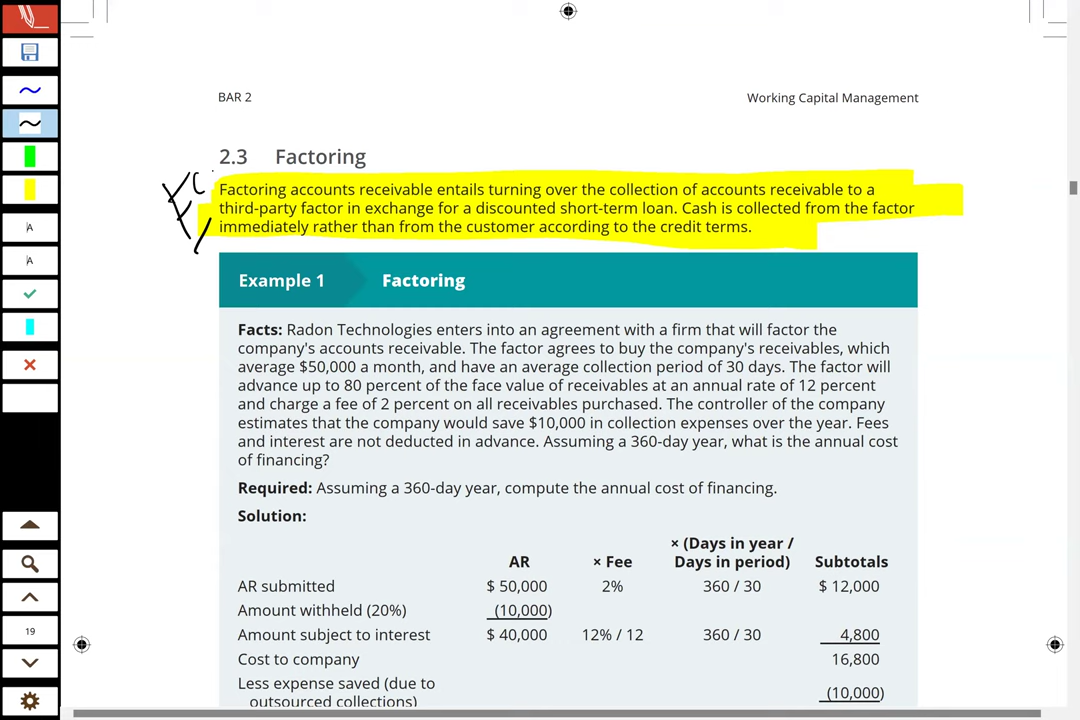 BAR 2
Working Capital Management
2.3 Factoring
Factoring accounts receivable entails turning over the collection of accounts receivable to a
third-party factor in exchange for a discounted short-term loan. Cash is collected from the factor
immediately rather than from the customer according to the credit terms.
Example 1 Factoring
Facts: Radon Technologies enters into an agreement with a firm that will factor the
company's accounts receivable. The factor agrees to buy the company's receivables, which
average $50,000 a month, and have an average collection period of 30 days. The factor will
advance up to 80 percent of the face value of receivables at an annual rate of 12 percent
and charge a fee of 2 percent on all receivables purchased. The controller of the company
estimates that the company would save $10,000 in collection expenses over the year. Fees
and interest are not deducted in advance. Assuming a 360-day year, what is the annual cost
of financing?
Required: Assuming a 360-day year, compute the annual cost of financing.
Solution:
× (Days in year /
AR × Fee Days in period) Subtotals
AR submitted $ 50,000 2% 360 / 30 $ 12,000
Amount withheld (20%) (10,000)
Amount subject to interest $ 40,000 12% / 12 360 / 30 4,800
Cost to company 16,800
Less expense saved (due to
outsourced collections) (10,000)
A
A
19